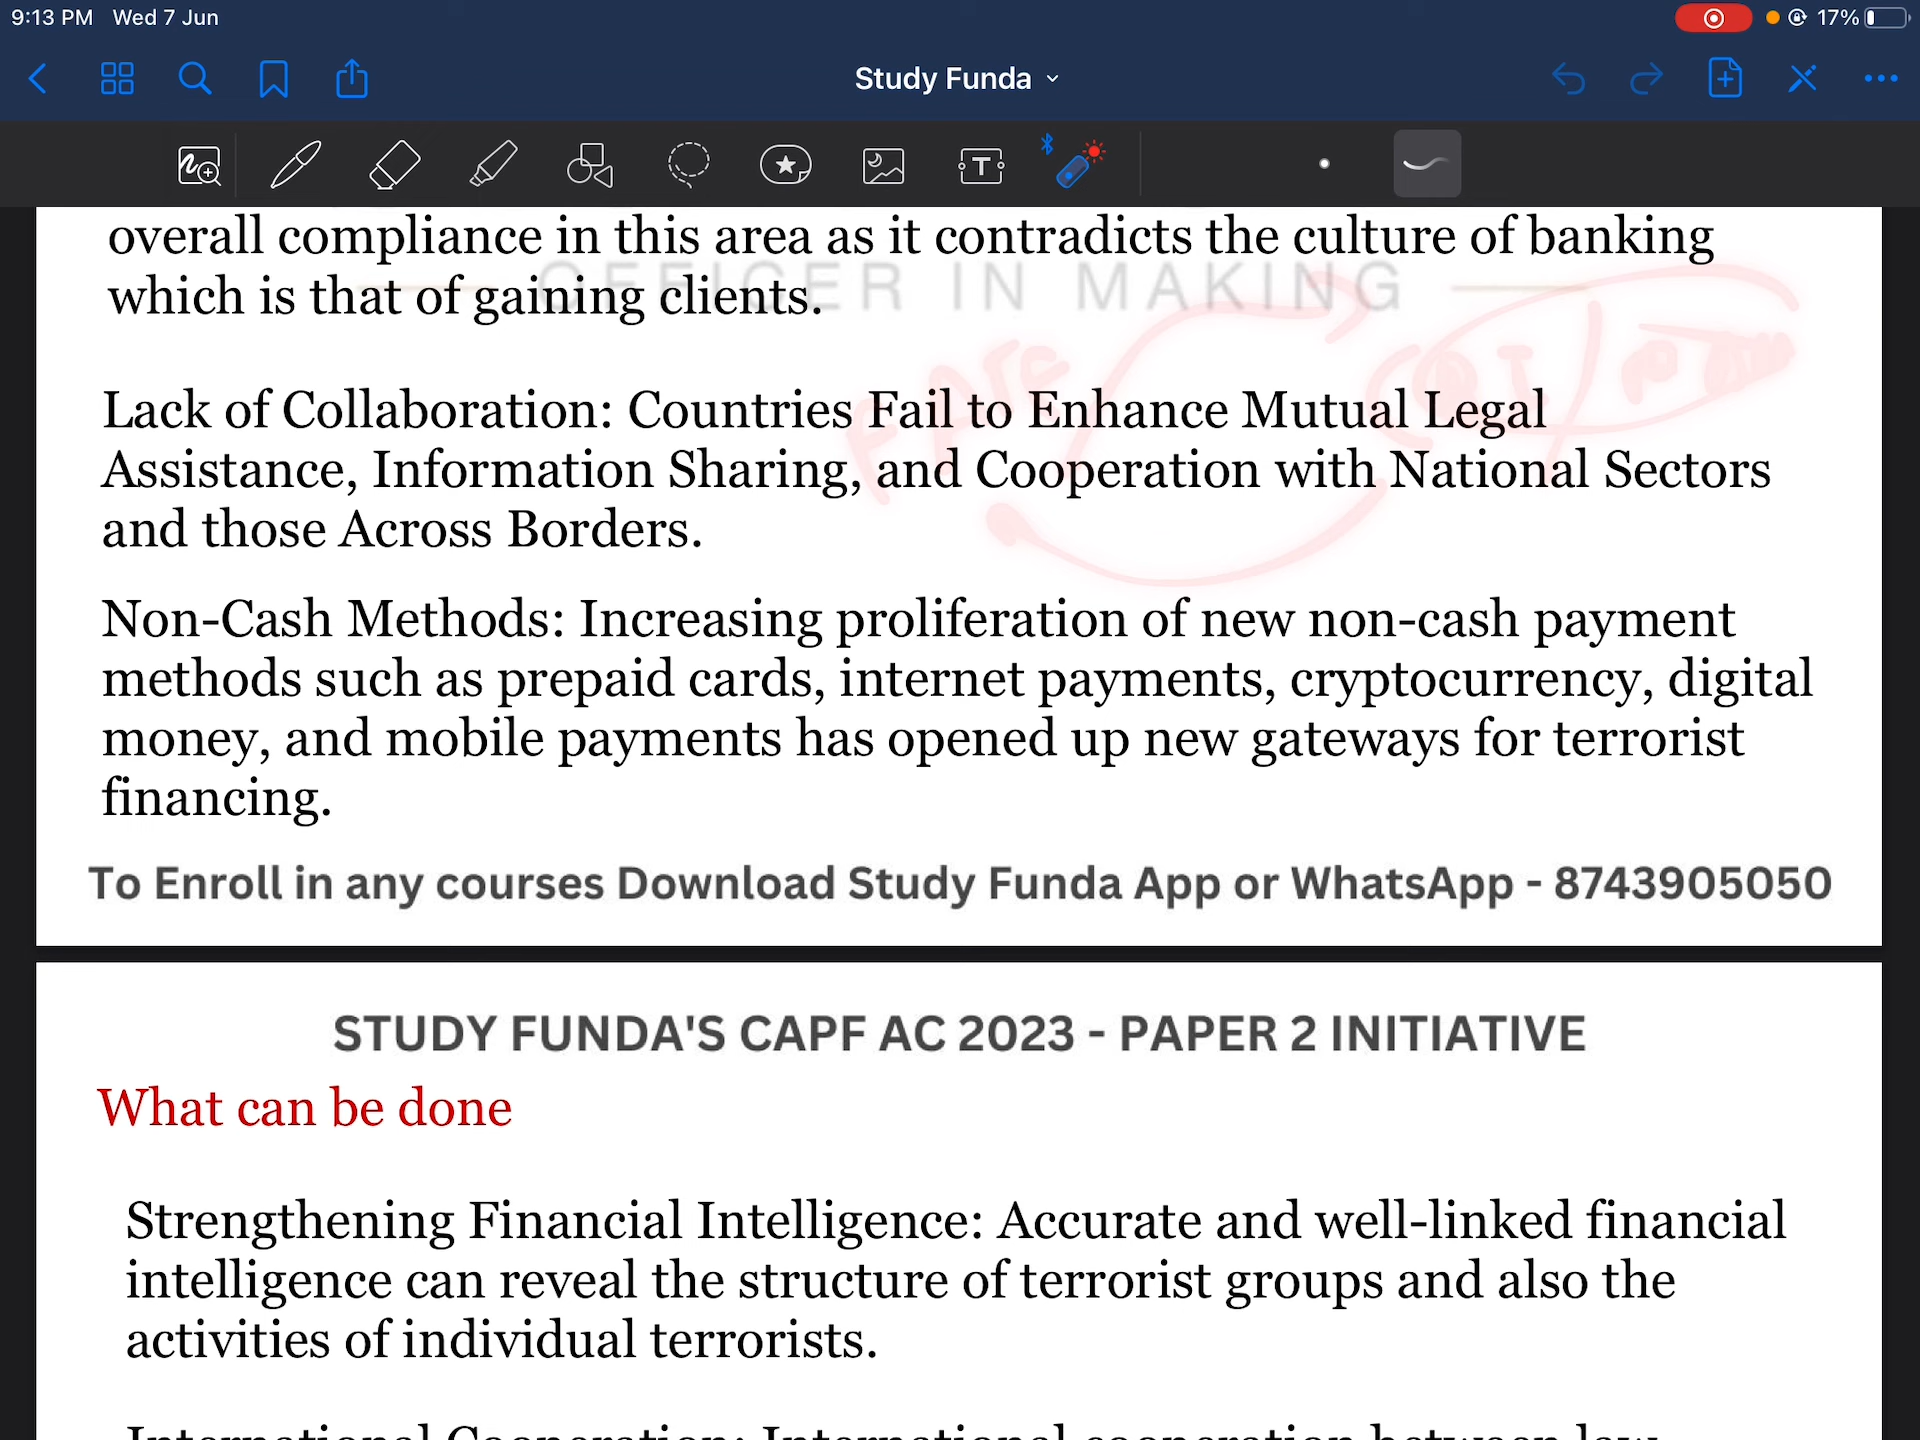 9:13 PM Wed 7 Jun
17%
Study Funda
T
overall compliance in this area as it contradicts the culture of banking
OFFICER IN MAKING
which is that of gaining clients.
Lack of Collaboration: Countries Fail to Enhance Mutual Legal
Assistance, Information Sharing, and Cooperation with National Sectors
and those Across Borders.
Non-Cash Methods: Increasing proliferation of new non-cash payment
methods such as prepaid cards, internet payments, cryptocurrency, digital
money, and mobile payments has opened up new gateways for terrorist
financing.
To Enroll in any courses Download Study Funda App or WhatsApp - 8743905050
STUDY FUNDA'S CAPF AC 2023 - PAPER 2 INITIATIVE
What can be done
Strengthening Financial Intelligence: Accurate and well-linked financial
intelligence can reveal the structure of terrorist groups and also the
activities of individual terrorists.
International Cooperation: International cooperation between law